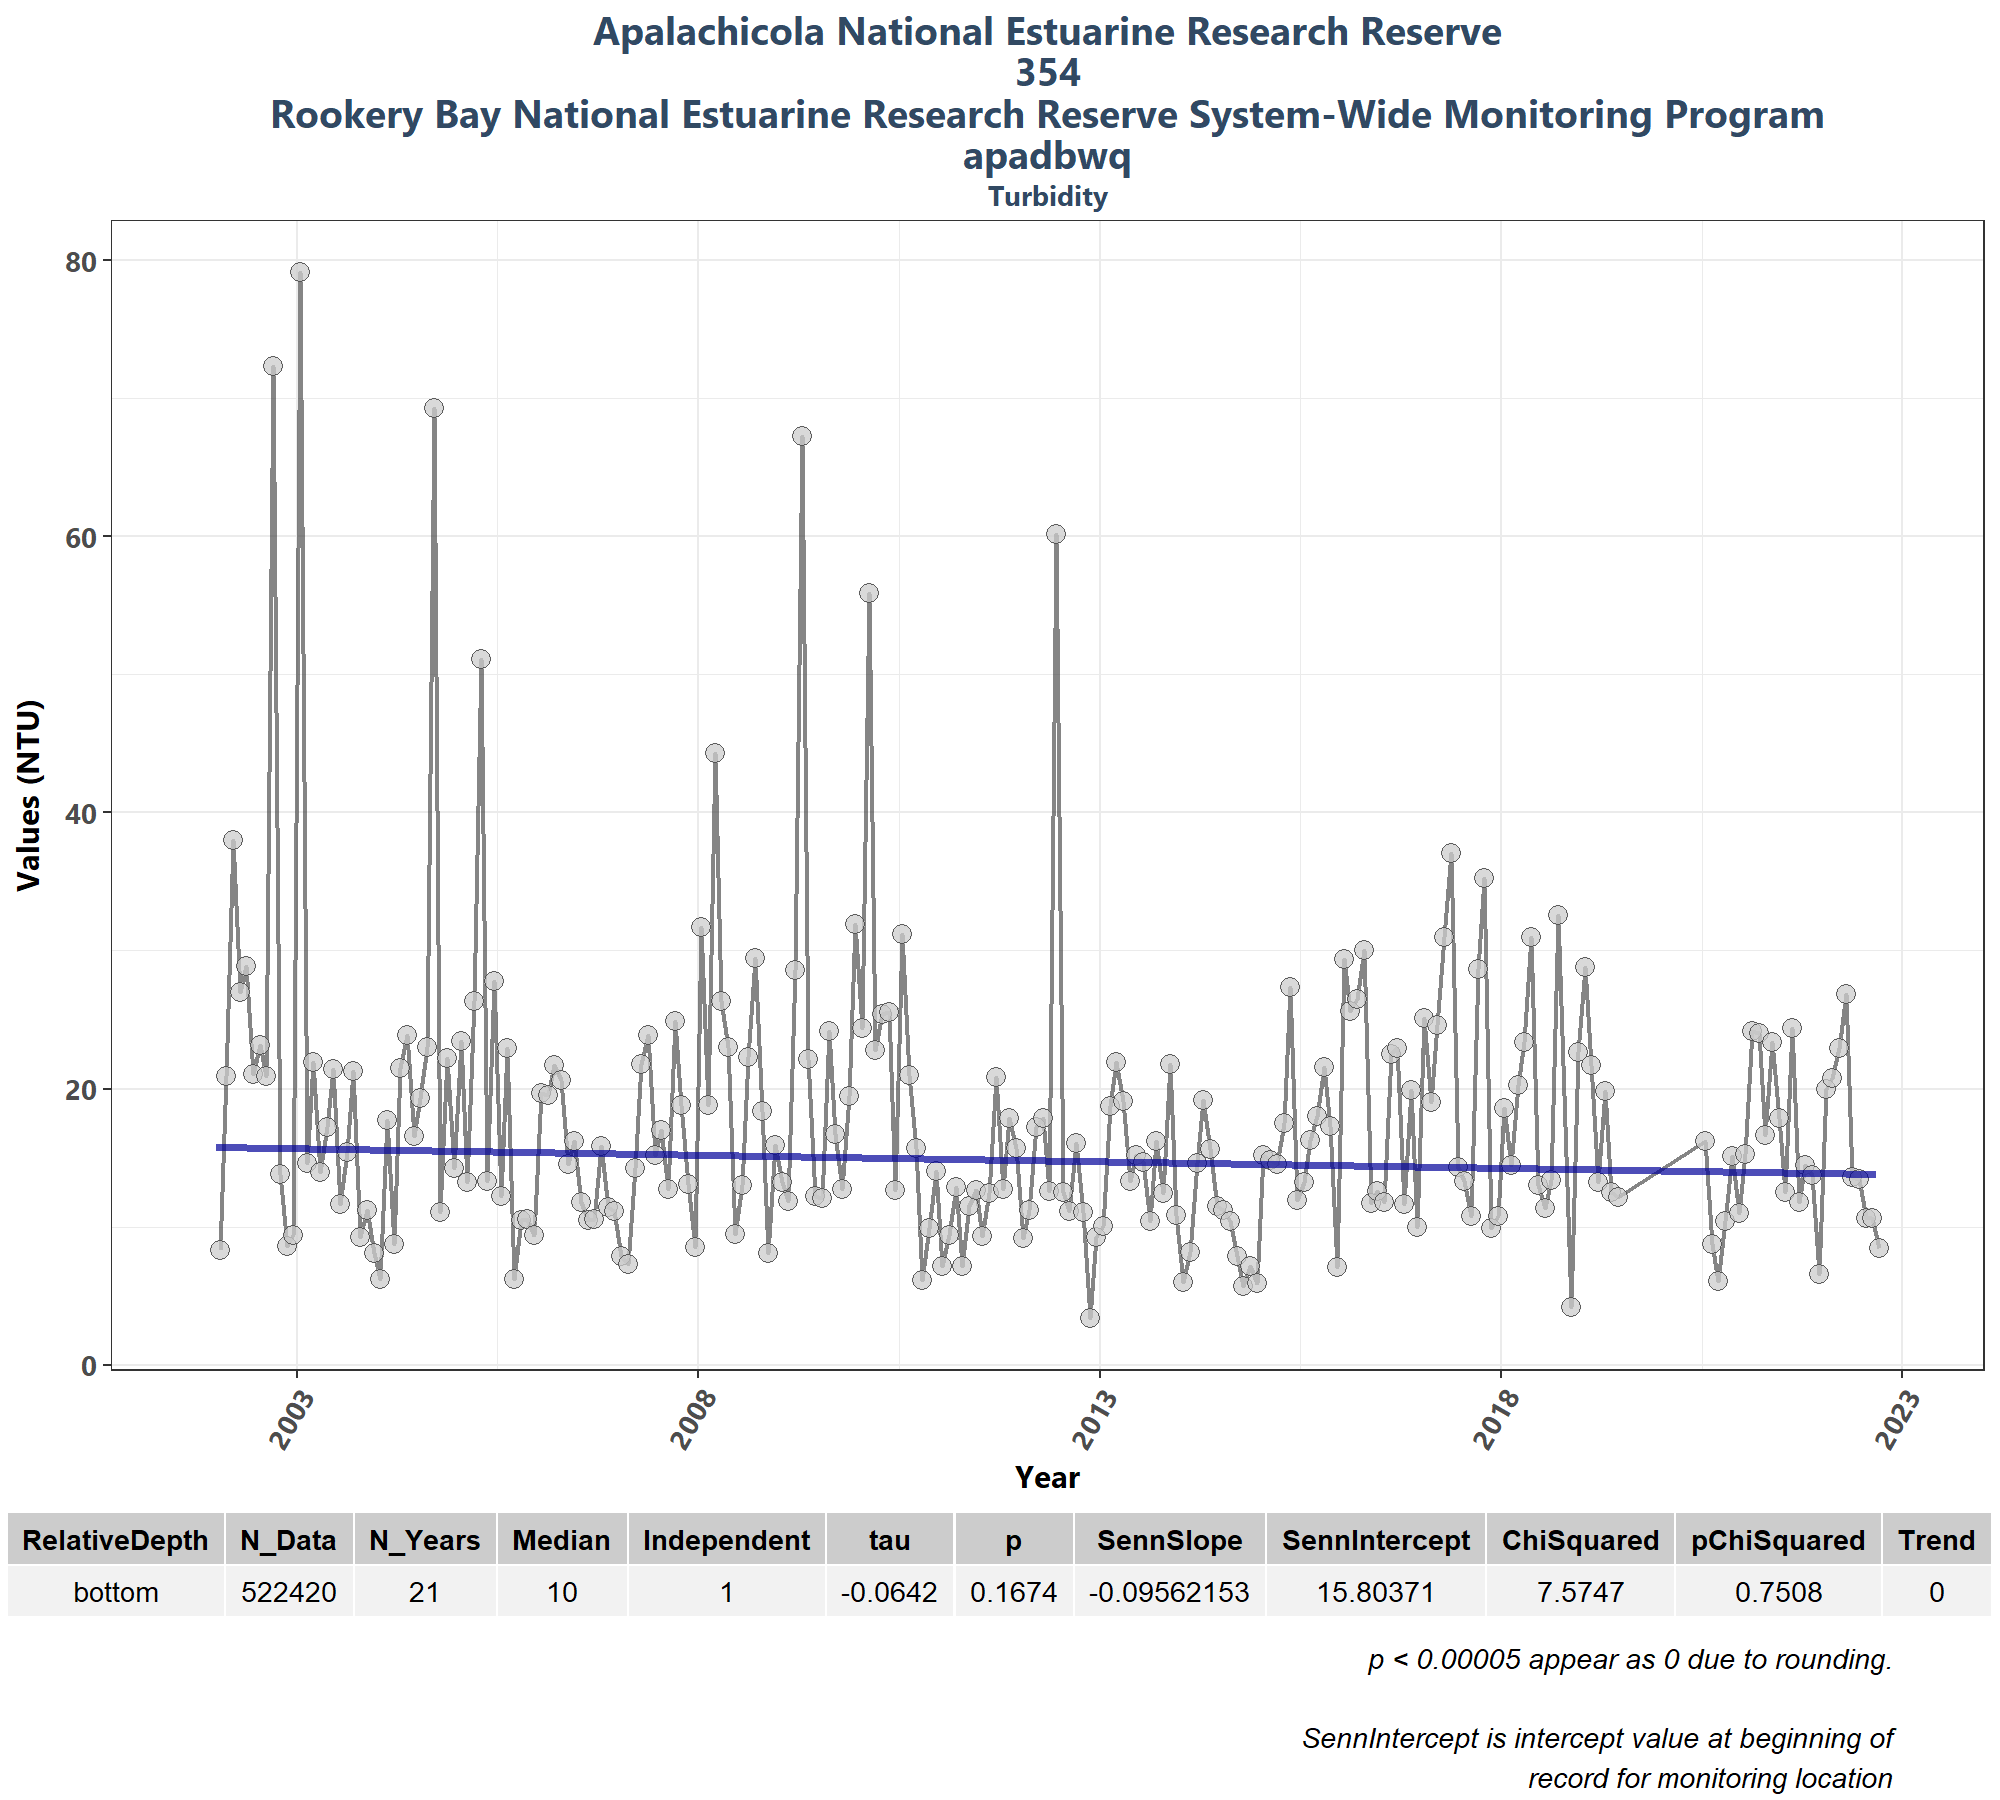 Apalachicola National Estuarine Research Reserve
354
Rookery Bay National Estuarine Research Reserve System-Wide Monitoring Program
apadbwq
Turbidity
80
60
40
20
0
Values (NTU)
2003 2008 2013 2018 2023
Year
RelativeDepth N_Data N_Years Median Independent tau p SennSlope SennIntercept ChiSquared pChiSquared Trend
bottom 522420 21 10 1 -0.0642 0.1674 -0.09562153 15.80371 7.5747 0.7508 0
p < 0.00005 appear as 0 due to rounding.
SennIntercept is intercept value at beginning of
record for monitoring location